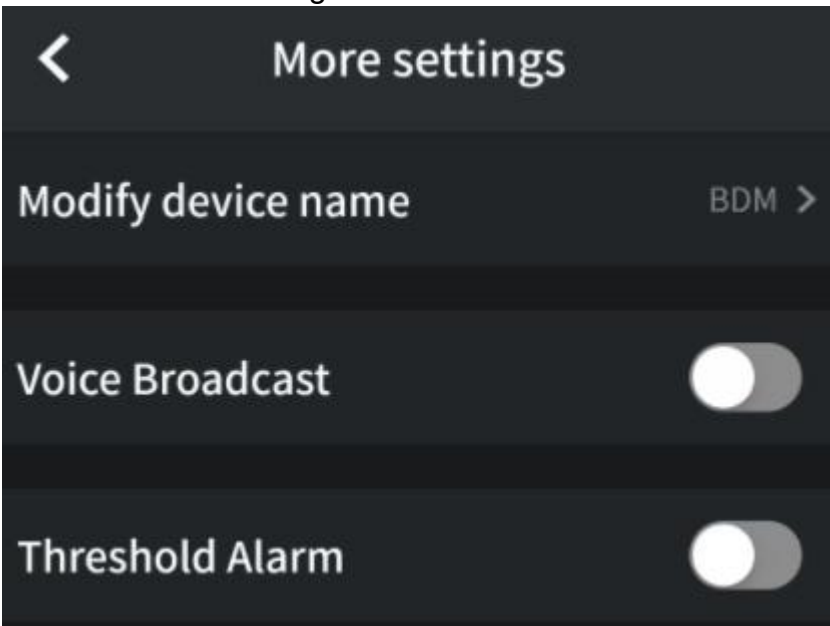 More settings
Modify device name
BDM
Voice Broadcast
Threshold Alarm